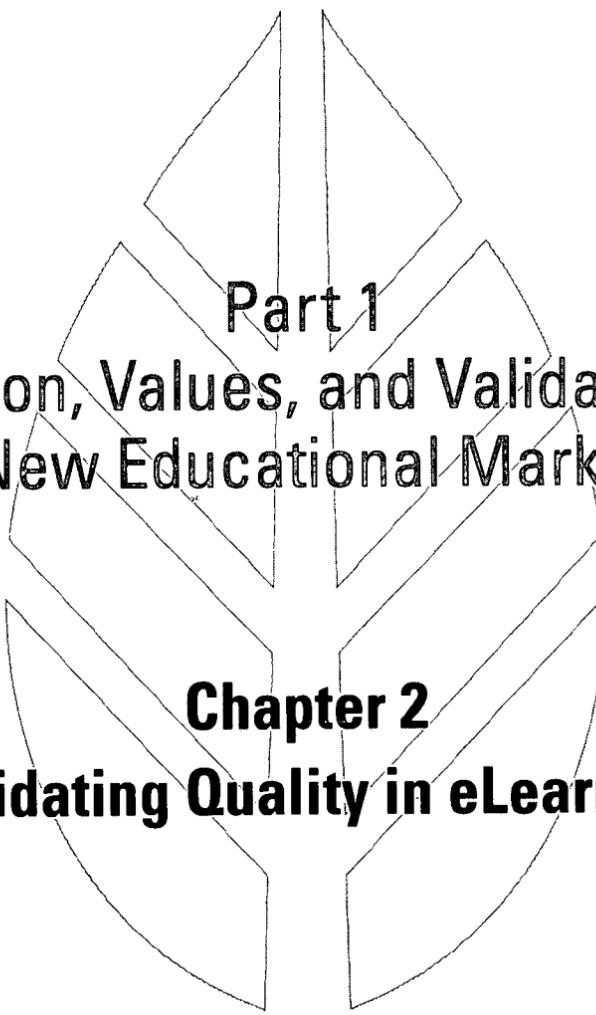 Part 1
on, Values, and Valida
New Educational Mark
Chapter 2
idating Quality in eLear